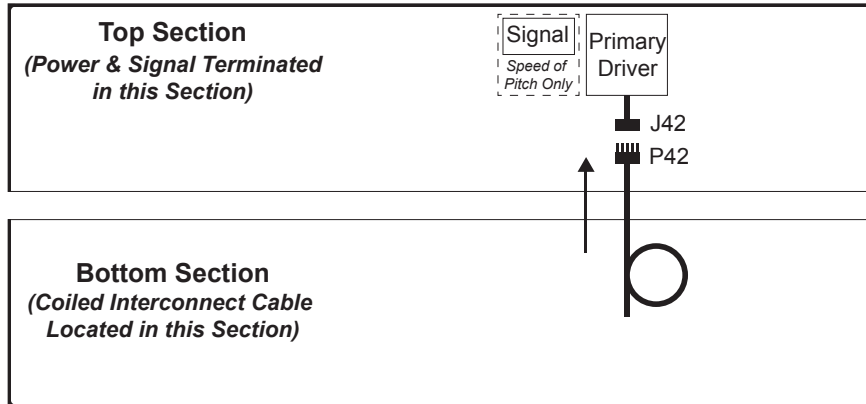 Top Section
(Power & Signal Terminated
in this Section)
Signal
Speed of
Pitch Only
Primary
Driver
J42
P42
Bottom Section
(Coiled Interconnect Cable
Located in this Section)